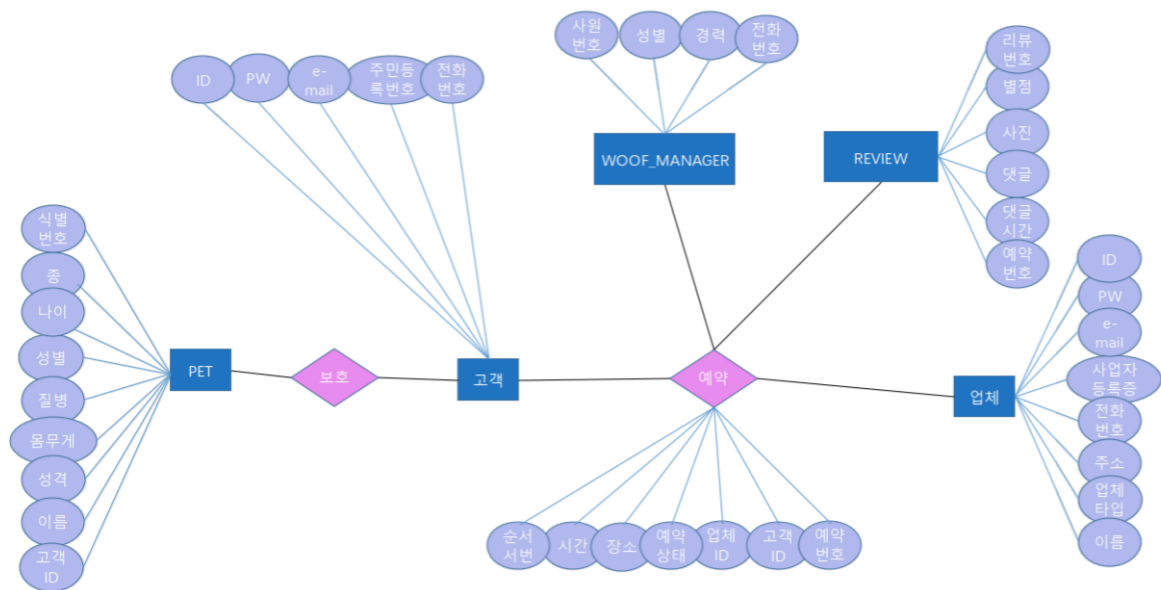 사원
번호
성별
경력
전화
번호
리뷰
번호
별점
사진
댓글
댓글
시간
예약
번호
ID
PW
e-
mail
주민등
록번호
전화
번호
WOOF_MANAGER
REVIEW
식별
번호
종
나이
성별
질병
몸무게
성격
이름
고객
ID
PET
보호
고객
예약
업체
ID
PW
e-
mail
사업자
등록증
전화
번호
주소
업체
타입
이름
순서
서번
시간
장소
예약
상태
업체
ID
고객
ID
예약
번호